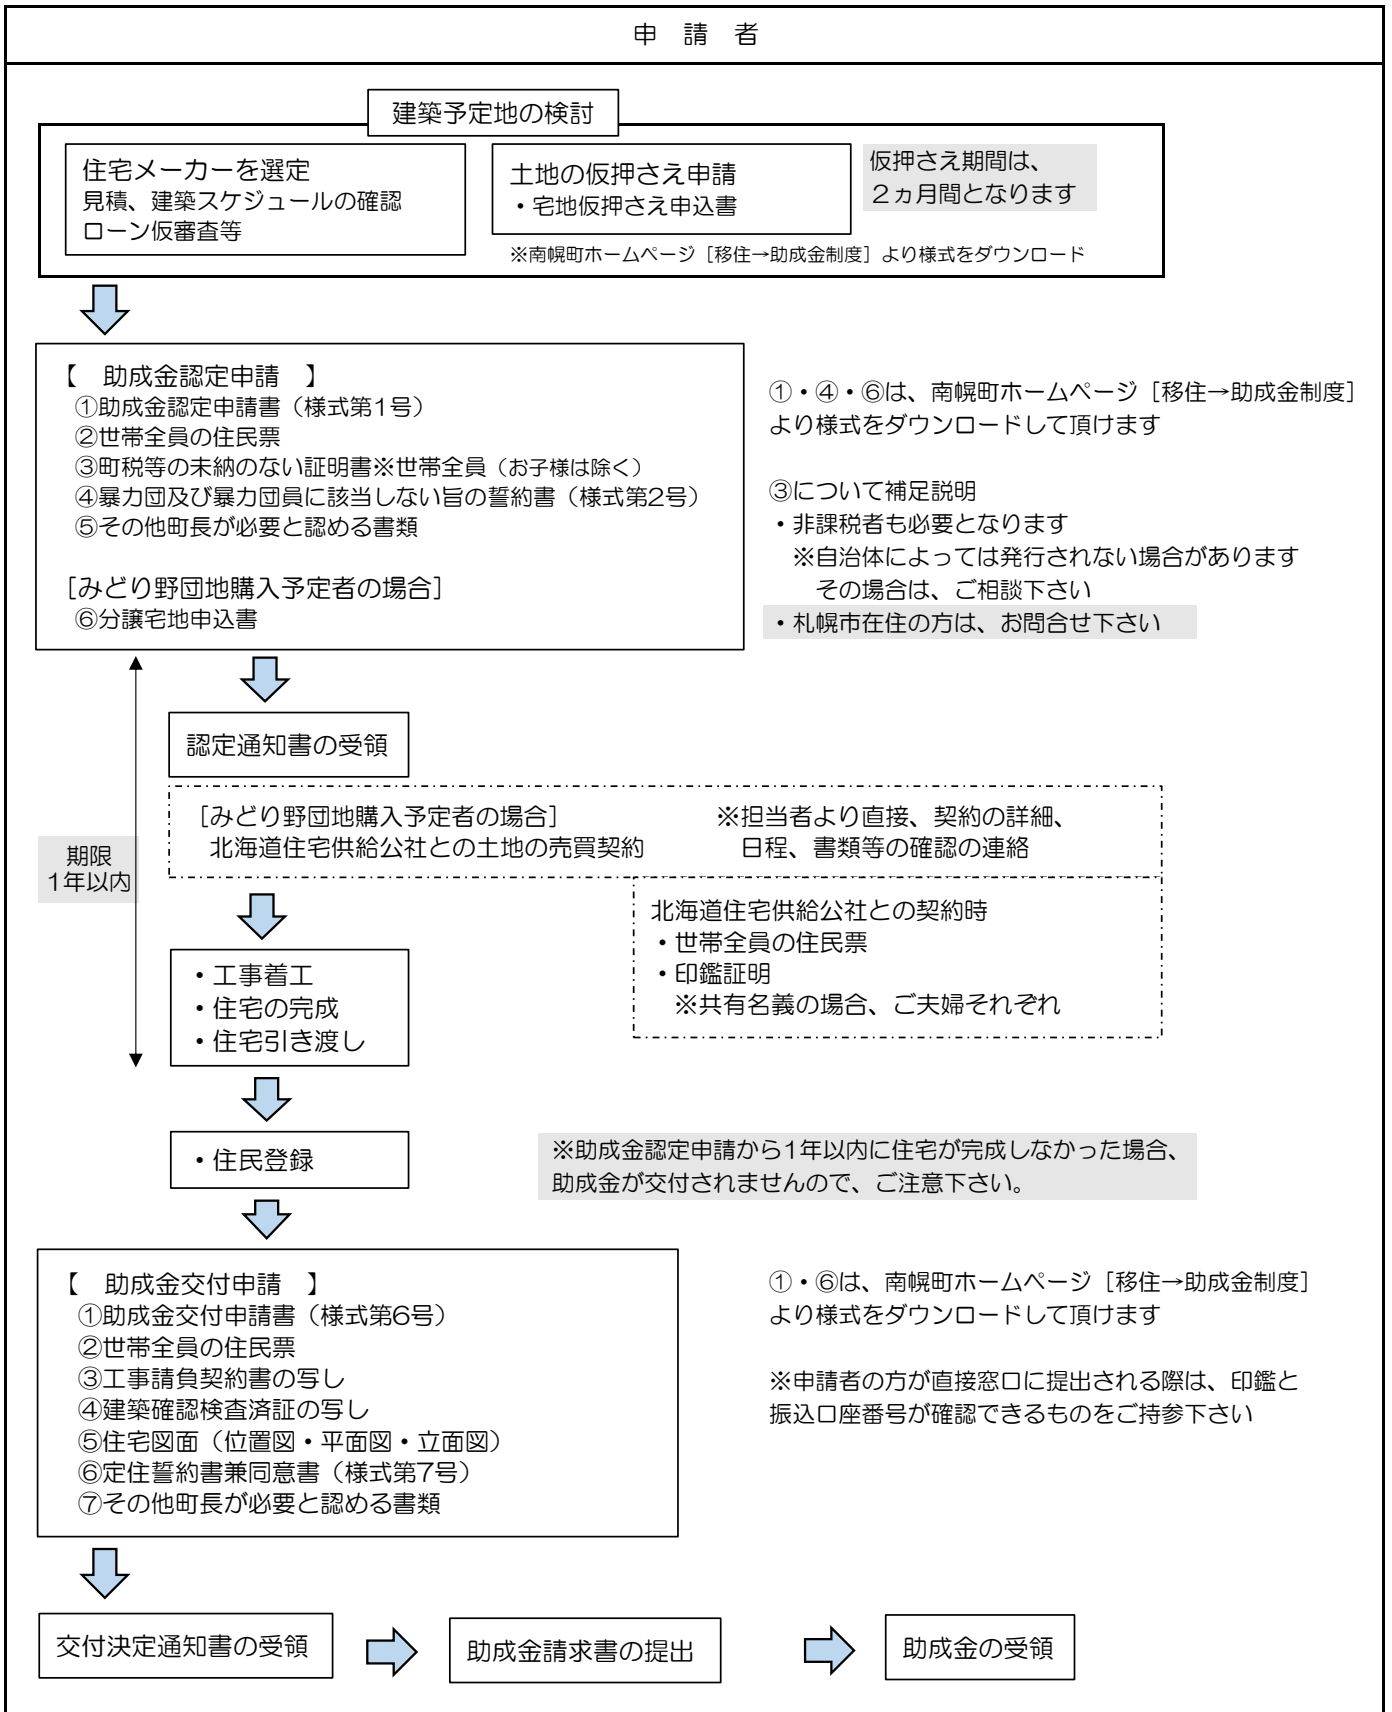 申 請 者
建築予定地の検討
住宅メーカーを選定
見積、建築スケジュールの確認
ローン仮審査等
土地の仮押さえ申請
・宅地仮押さえ申込書
仮押さえ期間は、
２ヵ月間となります
※南幌町ホームページ［移住→助成金制度］より様式をダウンロード
【　助成金認定申請　】
①助成金認定申請書（様式第1号）
②世帯全員の住民票
③町税等の未納のない証明書※世帯全員（お子様は除く）
④暴力団及び暴力団員に該当しない旨の誓約書（様式第2号）
⑤その他町長が必要と認める書類
［みどり野団地購入予定者の場合］
⑥分譲宅地申込書
①・④・⑥は、南幌町ホームページ［移住→助成金制度］
より様式をダウンロードして頂けます
③について補足説明
・非課税者も必要となります
※自治体によっては発行されない場合があります
その場合は、ご相談下さい
・札幌市在住の方は、お問合せ下さい
認定通知書の受領
［みどり野団地購入予定者の場合］
北海道住宅供給公社との土地の売買契約
※担当者より直接、契約の詳細、
日程、書類等の確認の連絡
期限
1年以内
北海道住宅供給公社との契約時
・世帯全員の住民票
・印鑑証明
※共有名義の場合、ご夫婦それぞれ
・工事着工
・住宅の完成
・住宅引き渡し
・住民登録
※助成金認定申請から1年以内に住宅が完成しなかった場合、
助成金が交付されませんので、ご注意下さい。
【　助成金交付申請　】
①助成金交付申請書（様式第6号）
②世帯全員の住民票
③工事請負契約書の写し
④建築確認検査済証の写し
⑤住宅図面（位置図・平面図・立面図）
⑥定住誓約書兼同意書（様式第7号）
⑦その他町長が必要と認める書類
①・⑥は、南幌町ホームページ［移住→助成金制度］
より様式をダウンロードして頂けます
※申請者の方が直接窓口に提出される際は、印鑑と
振込口座番号が確認できるものをご持参下さい
交付決定通知書の受領
助成金請求書の提出
助成金の受領